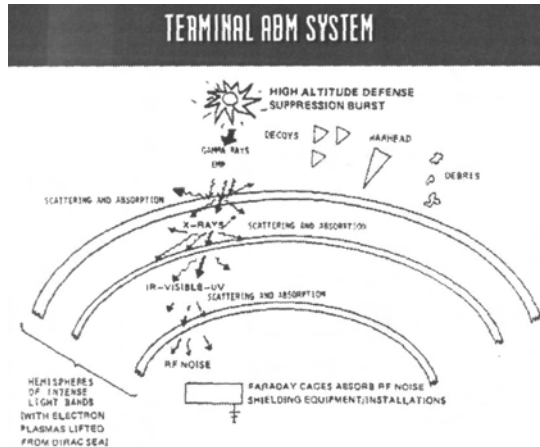 TERMINAL ABM SYSTEM
HIGH ALTITUDE DEFENSE
SUPPRESSION BURST
GAMMA RAYS
EMP
DECOYS
WARHEAD
DEBRIS
SCATTERING AND ABSORPTION
X-RAYS
SCATTERING AND ABSORPTION
IR-VISIBLE-UV
SCATTERING AND ABSORPTION
RF NOISE
HEMISPHERES
OF INTENSE
LIGHT BANDS
[WITH ELECTRON
PLASMAS LIFTED
FROM DIRAC SEA]
FARADAY CAGES ABSORB RF NOISE
SHIELDING EQUIPMENT/INSTALLATIONS